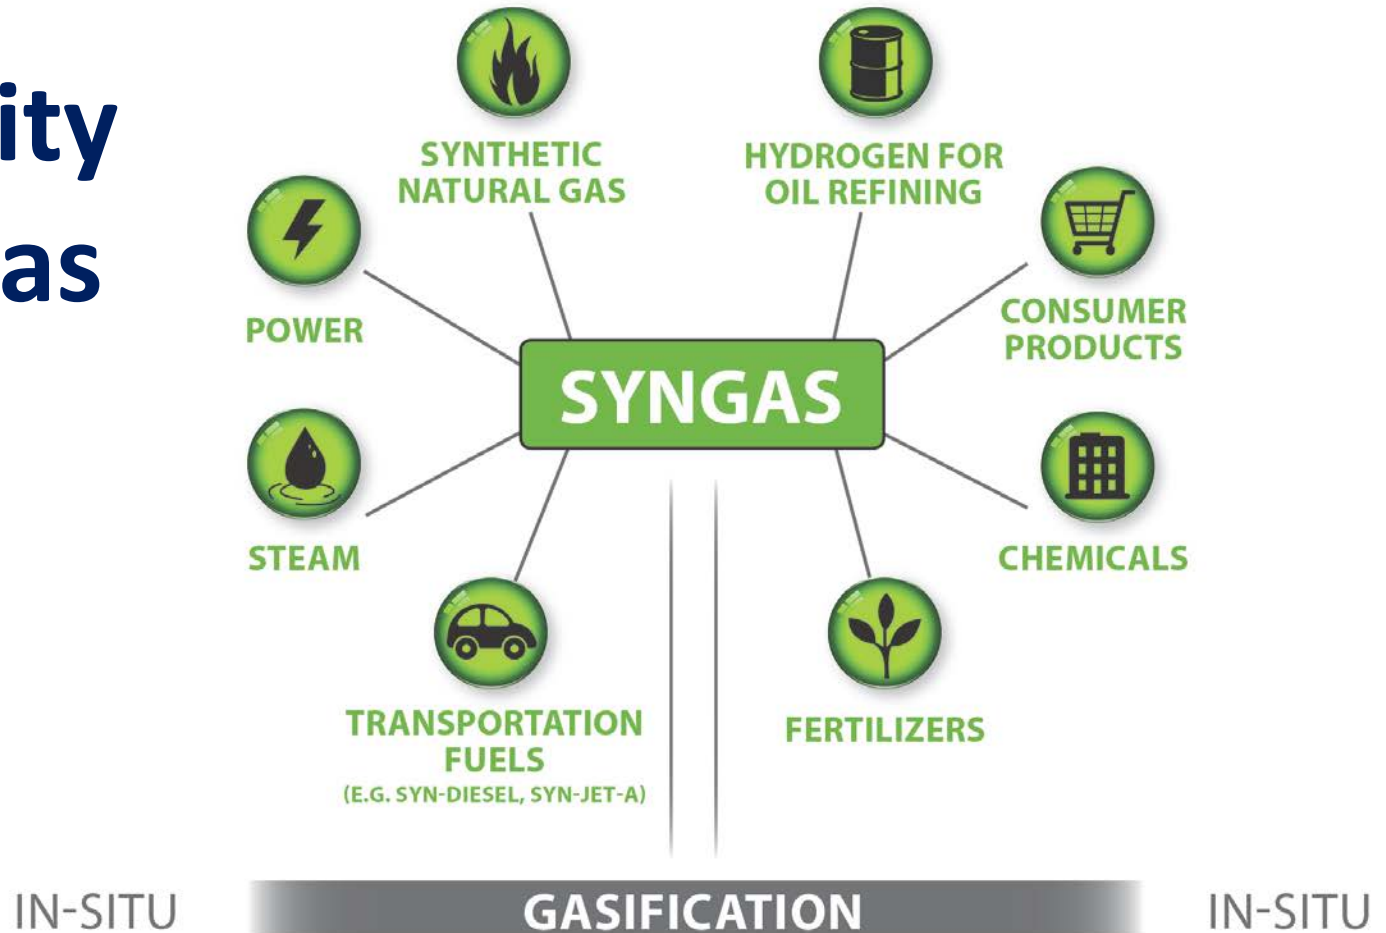 ity
as
SYNTHETIC
NATURAL GAS
HYDROGEN FOR
OIL REFINING
POWER
CONSUMER
PRODUCTS
SYNGAS
STEAM
CHEMICALS
TRANSPORTATION
FUELS
(E.G. SYN-DIESEL, SYN-JET-A)
FERTILIZERS
IN-SITU
GASIFICATION
IN-SITU